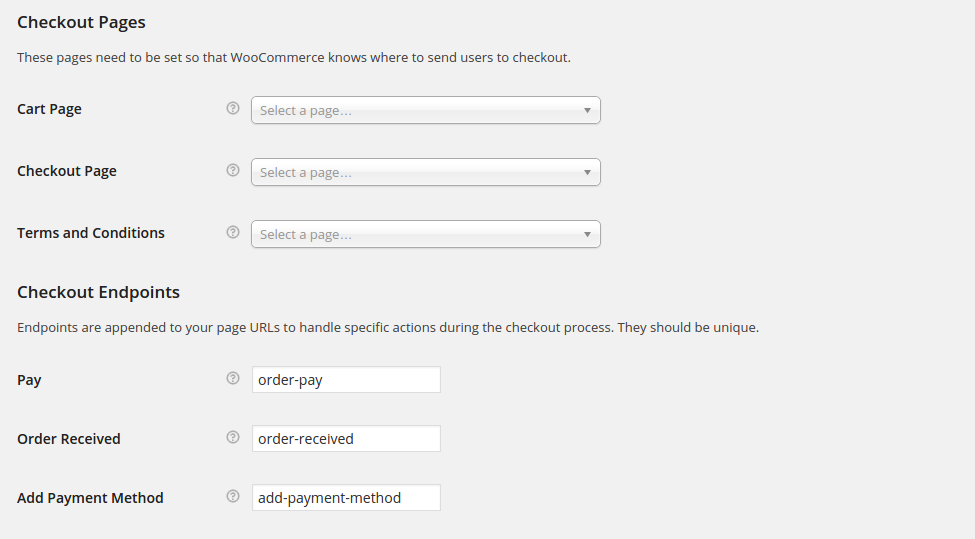 Checkout Pages
These pages need to be set so that WooCommerce knows where to send users to checkout.
Cart Page
Select a page…
Checkout Page
Select a page…
Terms and Conditions
Select a page…
Checkout Endpoints
Endpoints are appended to your page URLs to handle specific actions during the checkout process. They should be unique.
Pay
order-pay
Order Received
order-received
Add Payment Method
add-payment-method